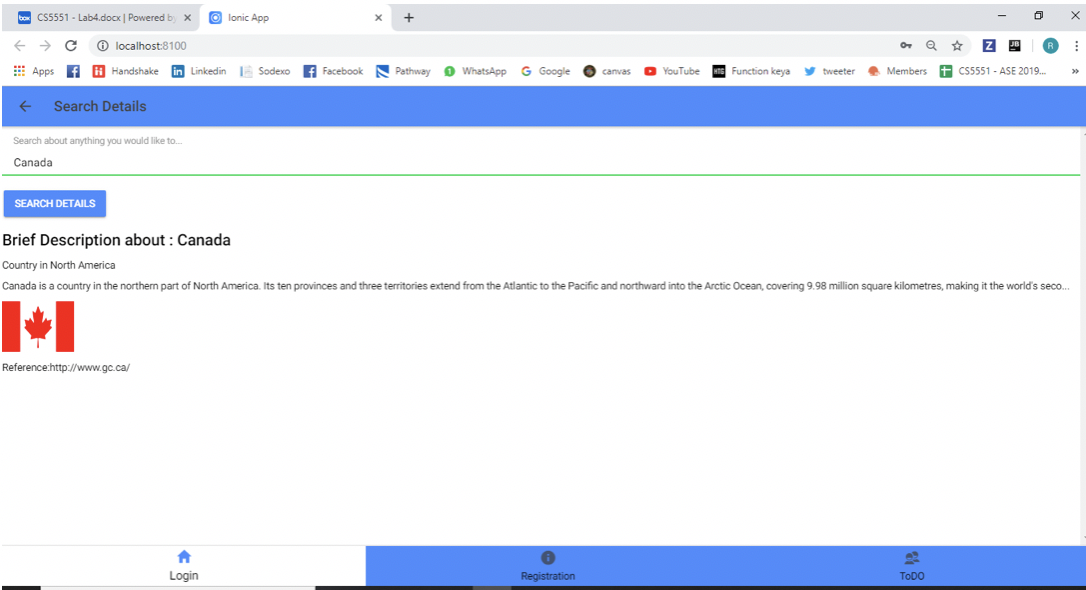 box CS5551 - Lab4.docx | Powered by
Ionic App
localhost:8100
Z JB R
Apps Handshake Linkedin Sodexo Facebook Pathway WhatsApp Google canvas YouTube Function keya tweeter Members CS5551 - ASE 2019...
Search Details
Search about anything you would like to...
Canada
SEARCH DETAILS
Brief Description about : Canada
Country in North America
Canada is a country in the northern part of North America. Its ten provinces and three territories extend from the Atlantic to the Pacific and northward into the Arctic Ocean, covering 9.98 million square kilometres, making it the world's seco...
Reference:http://www.gc.ca/
Login Registration ToDO